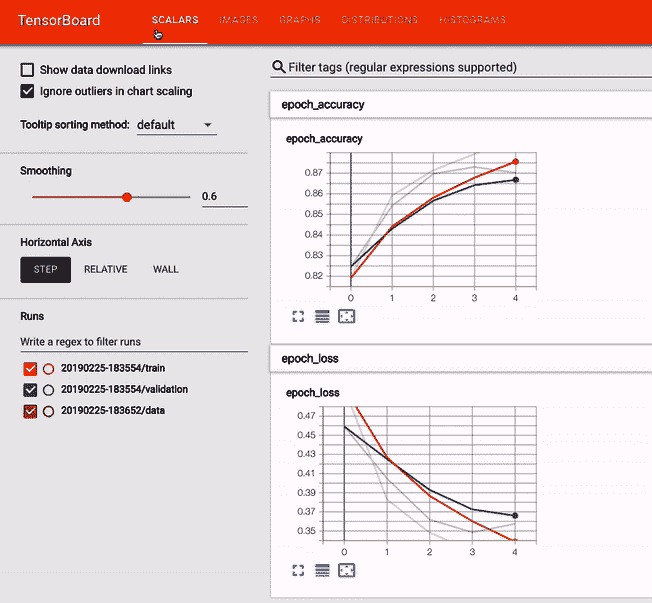 TensorBoard SCALARS IMAGES GRAPHS DISTRIBUTIONS HISTOGRAMS
Show data download links
Ignore outliers in chart scaling
Tooltip sorting method: default
Smoothing
0.6
Horizontal Axis
STEP RELATIVE WALL
Runs
Write a regex to filter runs
20190225-183554/train
20190225-183554/validation
20190225-183652/data
Filter tags (regular expressions supported)
epoch_accuracy
epoch_accuracy
0.87
0.86
0.85
0.84
0.83
0.82
0 1 2 3 4
epoch_loss
epoch_loss
0.47
0.45
0.43
0.41
0.39
0.37
0.35
0 1 2 3 4